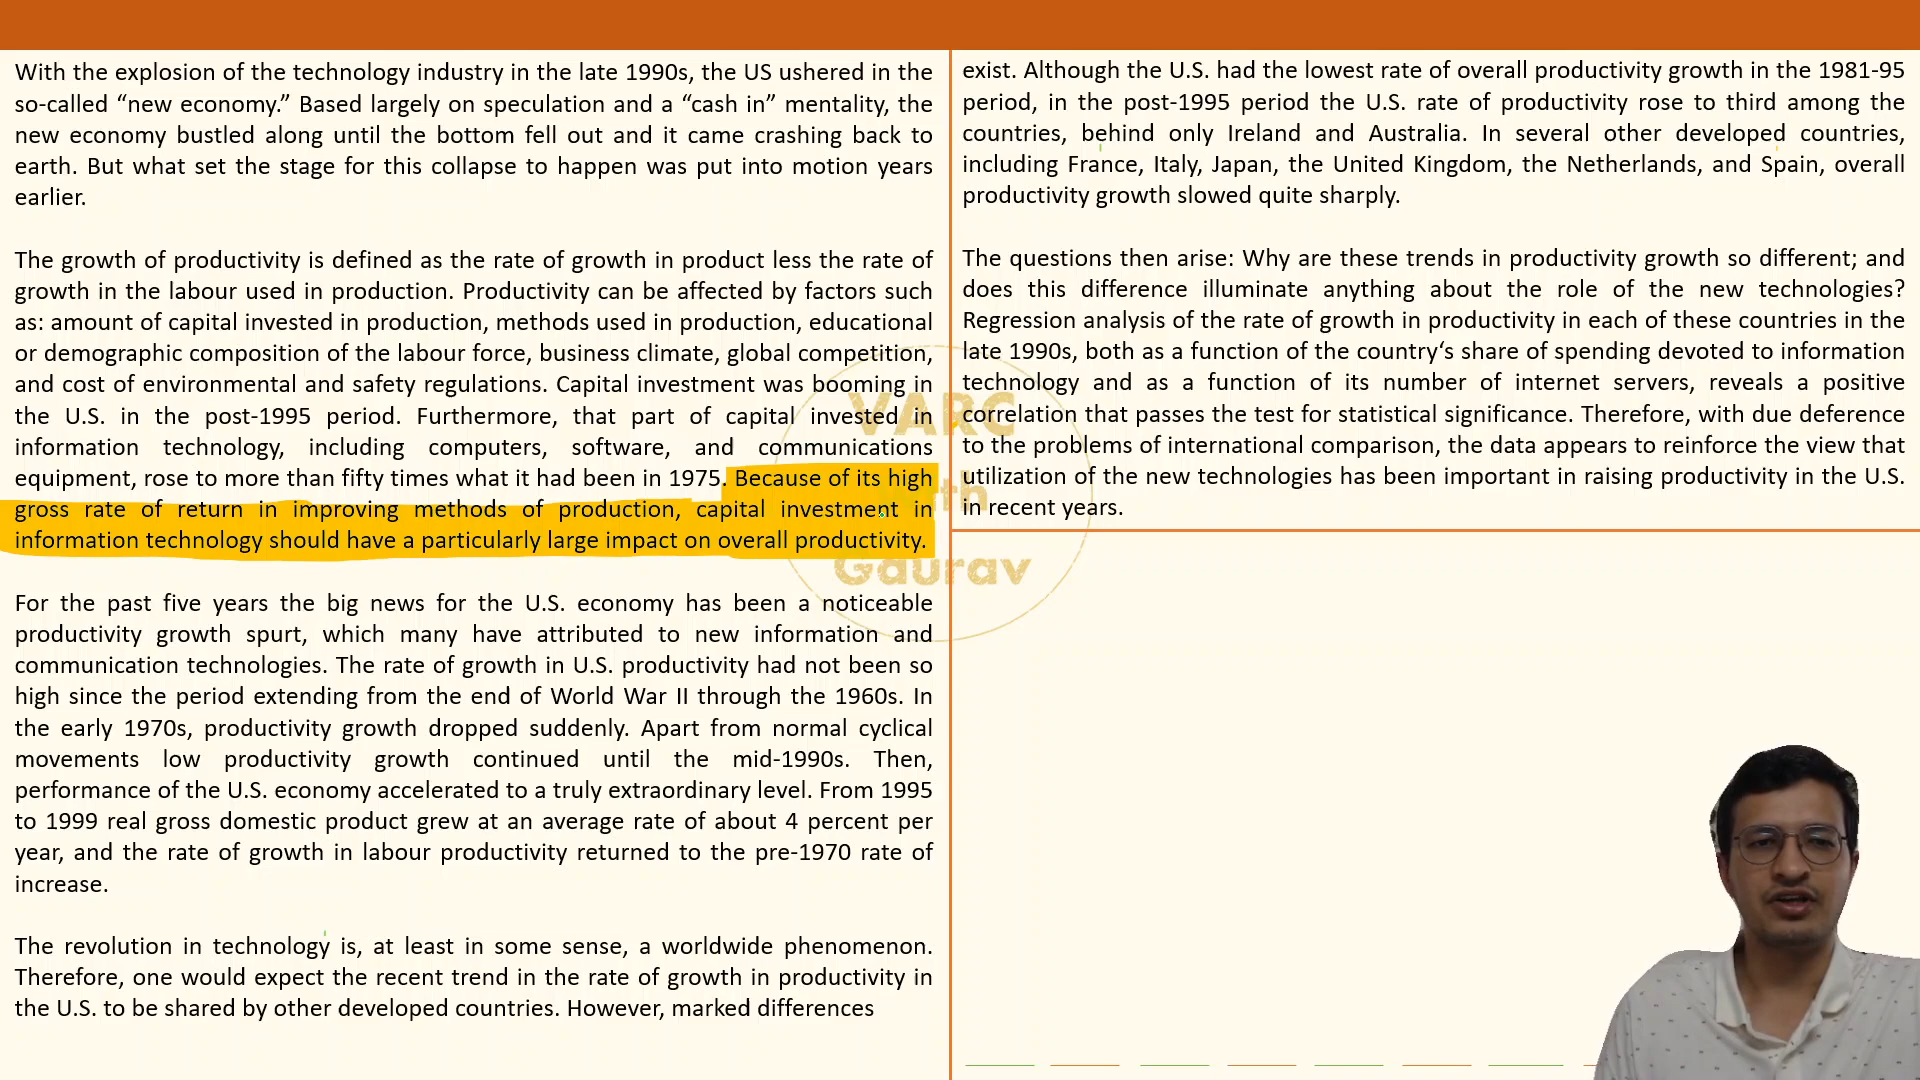 With the explosion of the technology industry in the late 1990s, the US ushered in the
so-called “new economy.” Based largely on speculation and a “cash in” mentality, the
new economy bustled along until the bottom fell out and it came crashing back to
earth. But what set the stage for this collapse to happen was put into motion years
earlier.
The growth of productivity is defined as the rate of growth in product less the rate of
growth in the labour used in production. Productivity can be affected by factors such
as: amount of capital invested in production, methods used in production, educational
or demographic composition of the labour force, business climate, global competition,
and cost of environmental and safety regulations. Capital investment was booming in
the U.S. in the post-1995 period. Furthermore, that part of capital invested in
information technology, including computers, software, and communications
equipment, rose to more than fifty times what it had been in 1975. Because of its high
gross rate of return in improving methods of production, capital investment in
information technology should have a particularly large impact on overall productivity.
For the past five years the big news for the U.S. economy has been a noticeable
productivity growth spurt, which many have attributed to new information and
communication technologies. The rate of growth in U.S. productivity had not been so
high since the period extending from the end of World War II through the 1960s. In
the early 1970s, productivity growth dropped suddenly. Apart from normal cyclical
movements low productivity growth continued until the mid-1990s. Then,
performance of the U.S. economy accelerated to a truly extraordinary level. From 1995
to 1999 real gross domestic product grew at an average rate of about 4 percent per
year, and the rate of growth in labour productivity returned to the pre-1970 rate of
increase.
The revolution in technology is, at least in some sense, a worldwide phenomenon.
Therefore, one would expect the recent trend in the rate of growth in productivity in
the U.S. to be shared by other developed countries. However, marked differences
exist. Although the U.S. had the lowest rate of overall productivity growth in the 1981-95
period, in the post-1995 period the U.S. rate of productivity rose to third among the
countries, behind only Ireland and Australia. In several other developed countries,
including France, Italy, Japan, the United Kingdom, the Netherlands, and Spain, overall
productivity growth slowed quite sharply.
The questions then arise: Why are these trends in productivity growth so different; and
does this difference illuminate anything about the role of the new technologies?
Regression analysis of the rate of growth in productivity in each of these countries in the
late 1990s, both as a function of the country‘s share of spending devoted to information
technology and as a function of its number of internet servers, reveals a positive
correlation that passes the test for statistical significance. Therefore, with due deference
to the problems of international comparison, the data appears to reinforce the view that
utilization of the new technologies has been important in raising productivity in the U.S.
in recent years.
VARC
with
Gaurav